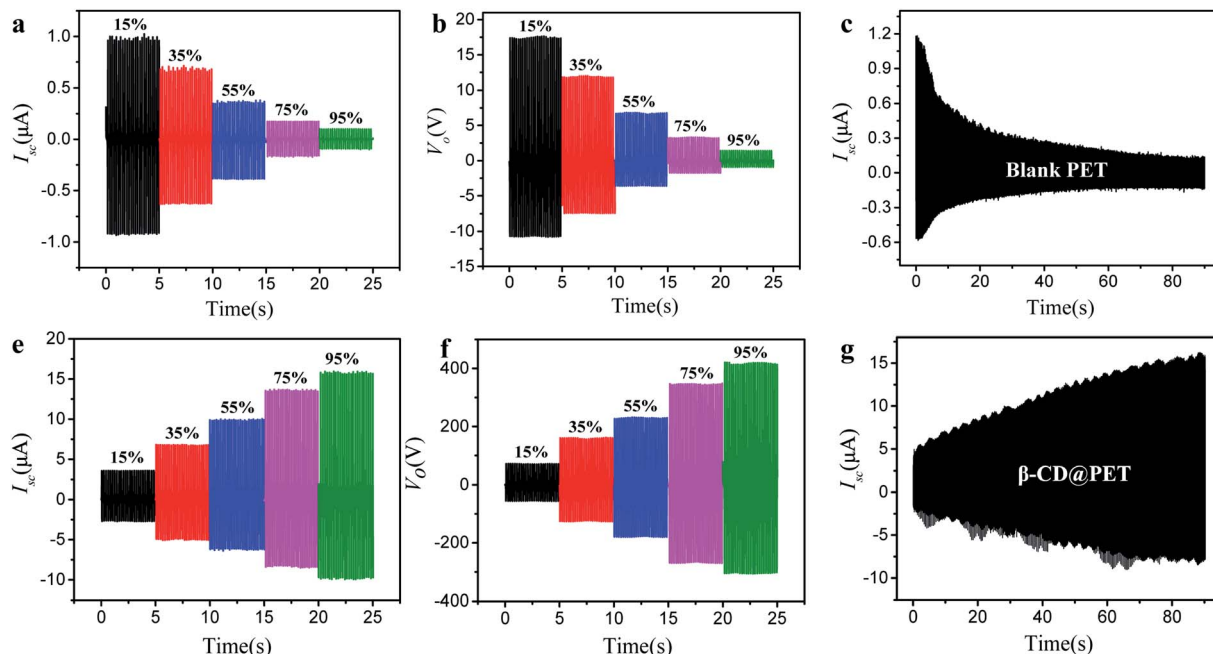 a
15%
35%
55%
75%
95%
1.0
0.5
0.0
-0.5
-1.0
Isc(μA)
0 5 10 15 20 25
Time(s)
b
15%
35%
55%
75%
95%
20
15
10
5
0
-5
-10
-15
Vo(V)
0 5 10 15 20 25
Time(s)
c
1.2
0.9
0.6
0.3
0.0
-0.3
-0.6
Isc(μA)
Blank PET
0 20 40 60 80
Time(s)
e
15%
35%
55%
75%
95%
20
15
10
5
0
-5
-10
Isc(μA)
0 5 10 15 20 25
Time(s)
f
15%
35%
55%
75%
95%
400
200
0
-200
-400
Vo(V)
0 5 10 15 20 25
Time(s)
g
15
10
5
0
-5
-10
Isc(μA)
β-CD@PET
0 20 40 60 80
Time(s)